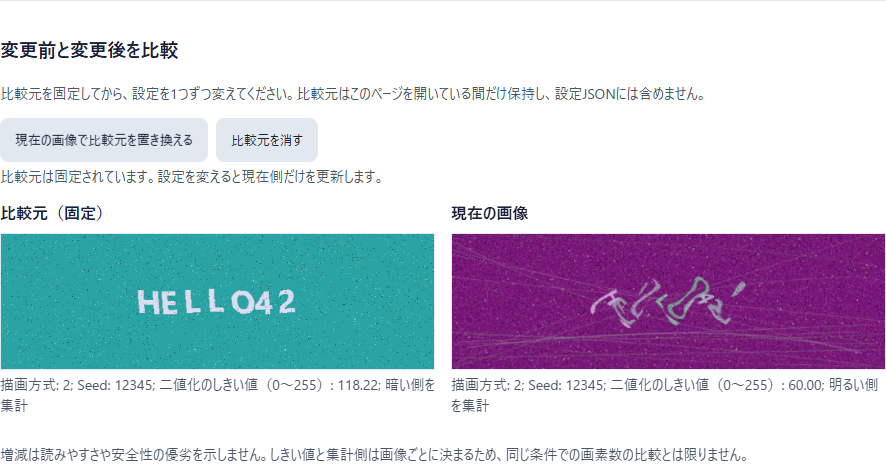 変更前と変更後を比較
比較元を固定してから、設定を1つずつ変えてください。比較元はこのページを開いている間だけ保持し、設定JSONには含めません。
現在の画像で比較元を置き換える
比較元を消す
比較元は固定されています。設定を変えると現在側だけを更新します。
比較元（固定）
現在の画像
HELLO42
描画方式: 2; Seed: 12345; 二値化のしきい値（0～255）: 118.22; 暗い側を
集計
描画方式: 2; Seed: 12345; 二値化のしきい値（0～255）: 60.00; 明るい側
を集計
増減は読みやすさや安全性の優劣を示しません。しきい値と集計側は画像ごとに決まるため、同じ条件での画素数の比較とは限りません。